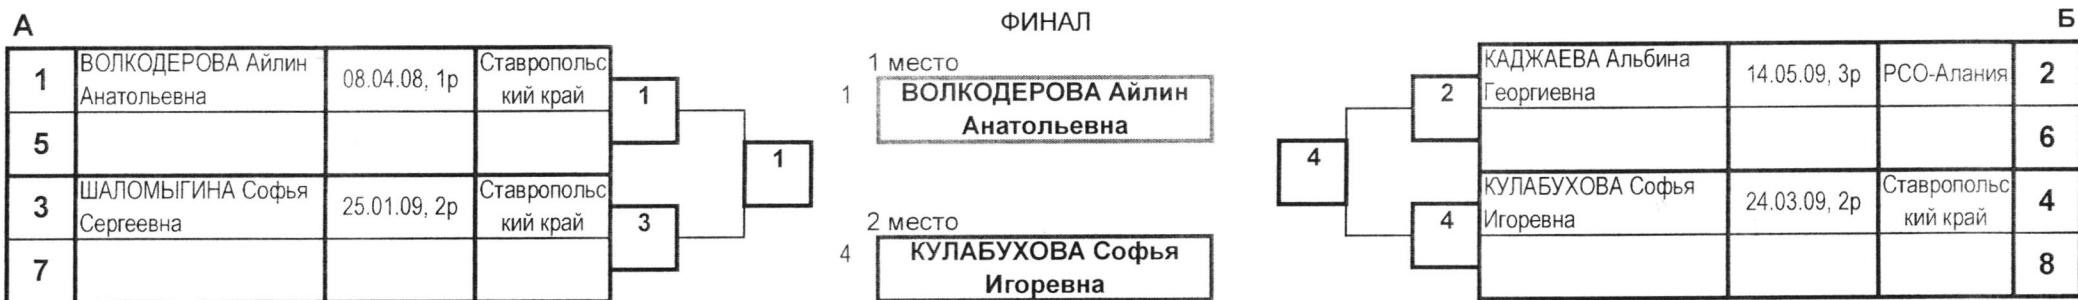 А
ФИНАЛ
Б
1
ВОЛКОДЕРОВА Айлин
Анатольевна
08.04.08, 1р
Ставропольс
кий край
5
3
ШАЛОМЫГИНА Софья
Сергеевна
25.01.09, 2р
Ставропольс
кий край
7
1
3
1
1 место
1
ВОЛКОДЕРОВА Айлин
Анатольевна
2 место
4
КУЛАБУХОВА Софья
Игоревна
4
2
4
КАДЖАЕВА Альбина
Георгиевна
14.05.09, 3р
РСО-Алания
2
6
КУЛАБУХОВА Софья
Игоревна
24.03.09, 2р
Ставропольс
кий край
4
8